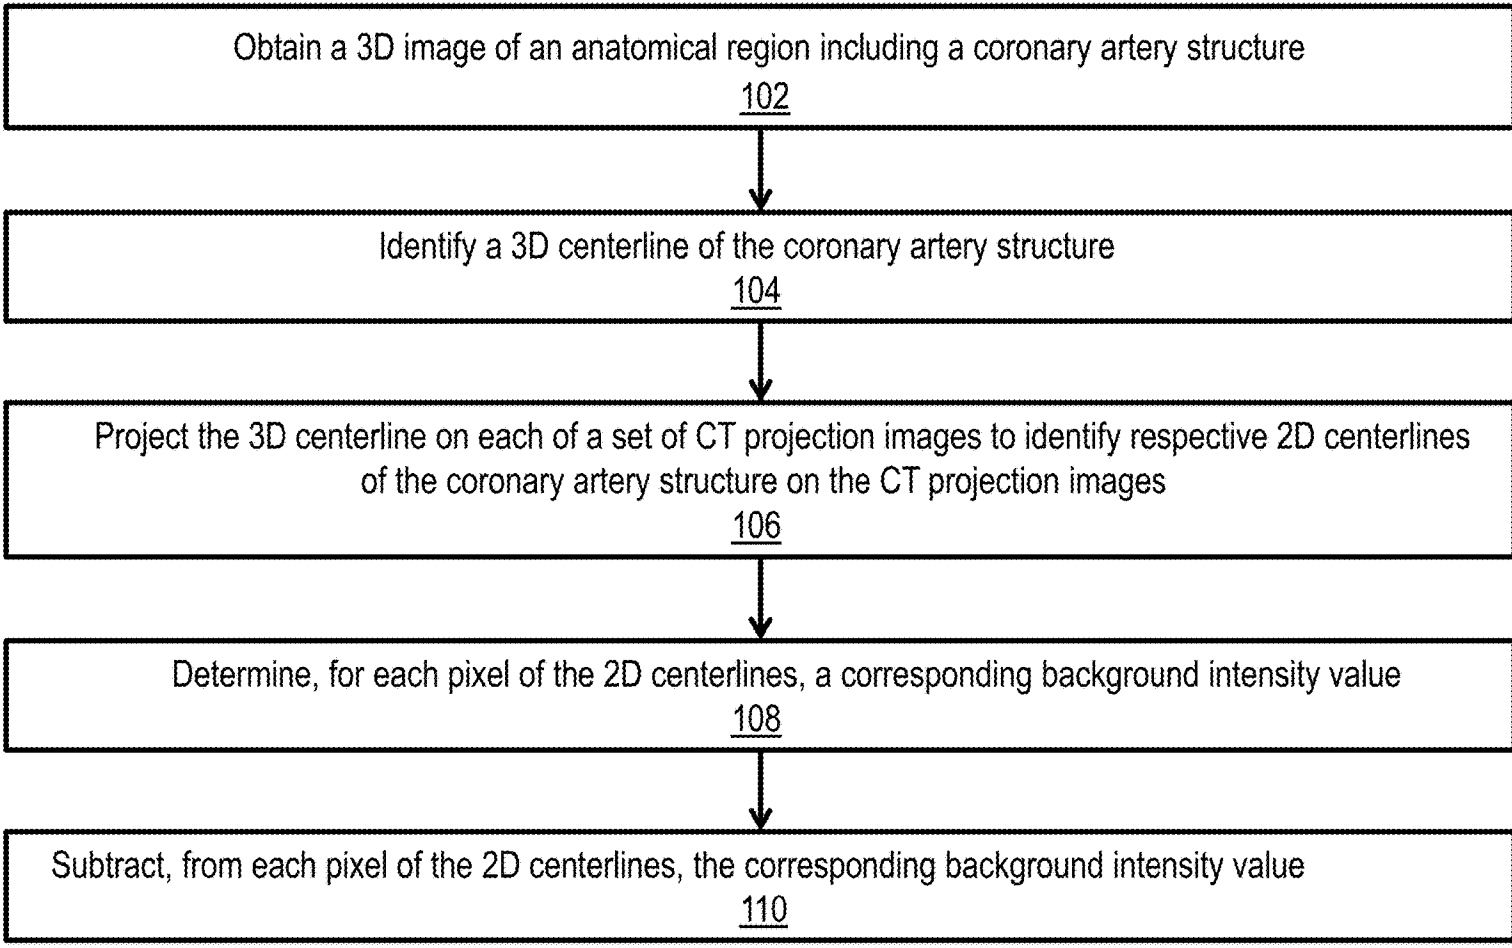 Obtain a 3D image of an anatomical region including a coronary artery structure
102
Identify a 3D centerline of the coronary artery structure
104
Project the 3D centerline on each of a set of CT projection images to identify respective 2D centerlines
of the coronary artery structure on the CT projection images
106
Determine, for each pixel of the 2D centerlines, a corresponding background intensity value
108
Subtract, from each pixel of the 2D centerlines, the corresponding background intensity value
110